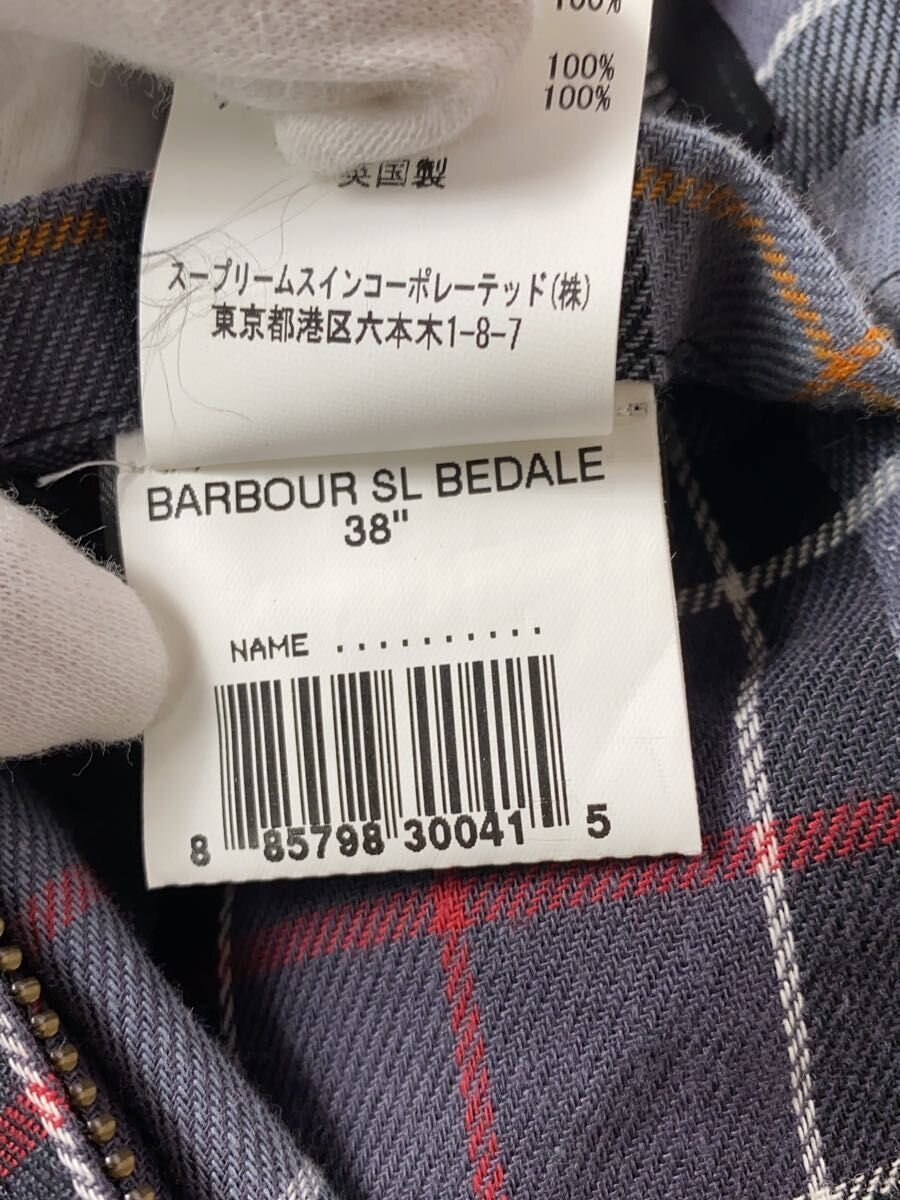 100%
100%
100%
英国製
スープリームスインコーポレーテッド(株)
東京都港区六本木1-8-7
BARBOUR SL BEDALE
38"
NAME ..........
8 85798 30041 5